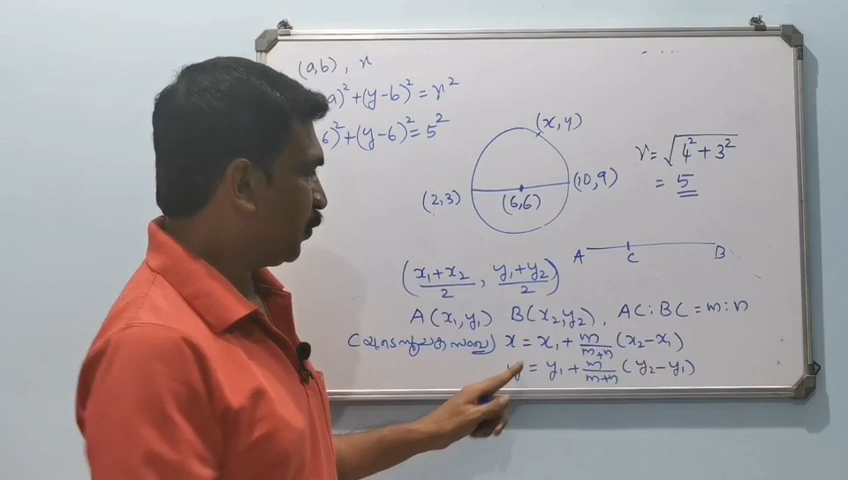 (a,b), r
a)²+(y-b)²=r²
6)²+(y-6)²=5²
(x,y)
(2,3)
(6,6)
(10,9)
r=√4²+3²
=5
A C B
(x₁+x₂/2, y₁+y₂/2)
A(x₁,y₁) B(x₂,y₂), AC:BC=m:n
x=x₁+m/m+n(x₂-x₁)
=y₁+m/m+n(y₂-y₁)